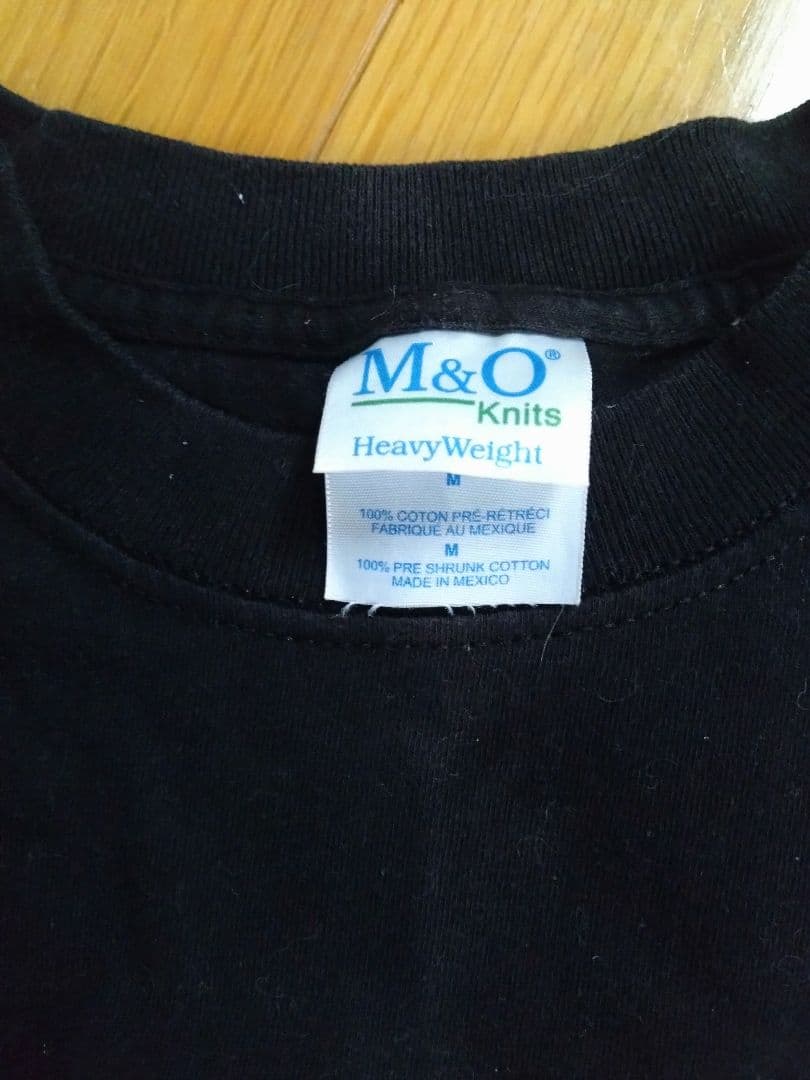 M&O®
Knits
HeavyWeight
M
100% COTON PRÉ-RÉTRÉCI
FABRIQUÉ AU MEXIQUE
M
100% PRE SHRUNK COTTON
MADE IN MEXICO